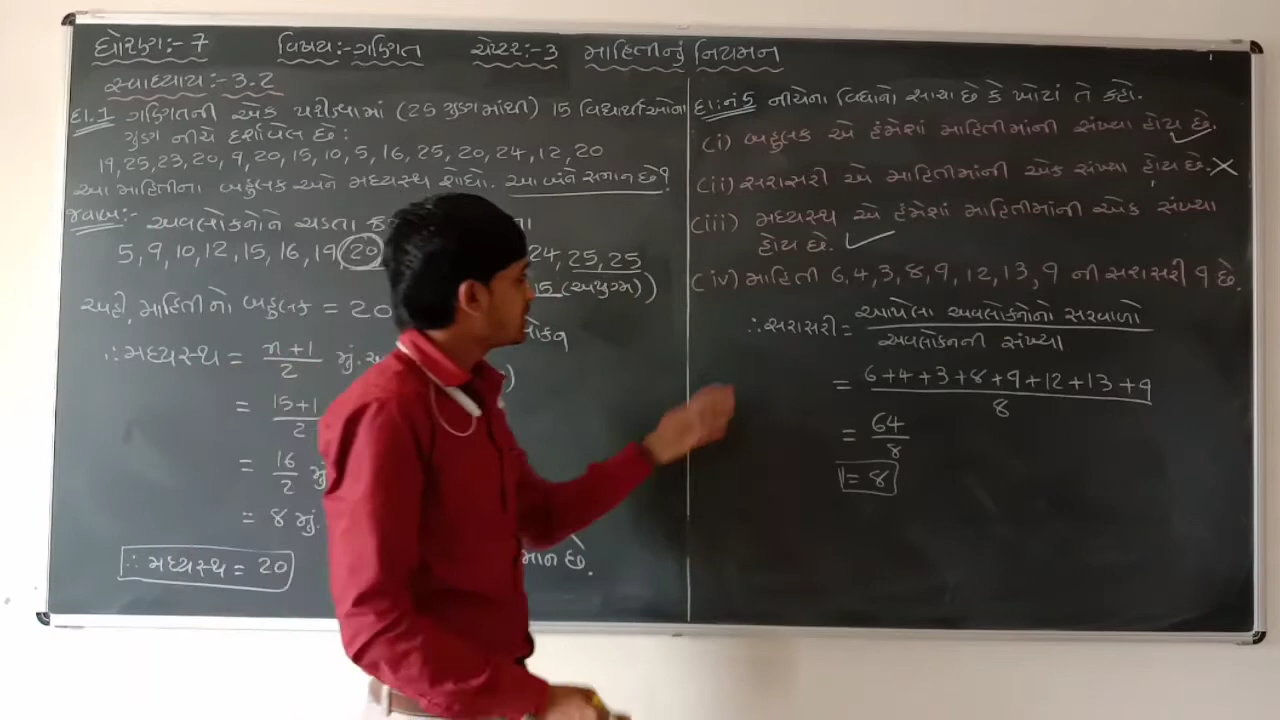 ધોરણ:- 7 વિષય:- ગણિત ચેપ્ટર:- 3 માહિતીનું નિયમન
સ્વાધ્યાય:- 3.2
દા.1 ગણિતની એક પરીક્ષામાં (25 ગુણમાંથી) 15 વિદ્યાર્થીઓના
ગુણ નીચે દર્શાવેલ છે:
19, 25, 23, 20, 9, 20, 15, 10, 5, 16, 25, 20, 24, 12, 20
આ માહિતીના બહુલક અને મધ્યસ્થ શોધો. આ બંને સમાન છે?
જવાબ:- અવલોકનોને ચડતા
5, 9, 10, 12, 15, 16, 19, 20 24, 25, 25
15 (અયુગ્મ))
અહી, માહિતીનો બહુલક = 20
∴ મધ્યસ્થ = n+1/2 મું.
= 15+1/2
= 16/2
= 8 મું.
∴ મધ્યસ્થ = 20
છે.
દા.નં 5 નીચેના વિધાનો સાચા છે કે ખોટાં તે કહો.
(i) બહુલક એ હંમેશાં માહિતીમાંની સંખ્યા હોય છે. ✓
(ii) સરાસરી એ માહિતીમાંની એક સંખ્યા હોય છે. ✗
(iii) મધ્યસ્થ એ હંમેશાં માહિતીમાંની એક સંખ્યા
હોય છે. ✓
(iv) માહિતી 6, 4, 3, 8, 9, 12, 13, 9 ની સરાસરી 9 છે.
∴ સરાસરી = આપેલા અવલોકનોનો સરવાળો/અવલોકનની સંખ્યા
= 6+4+3+8+9+12+13+9/8
= 64/8
= 8